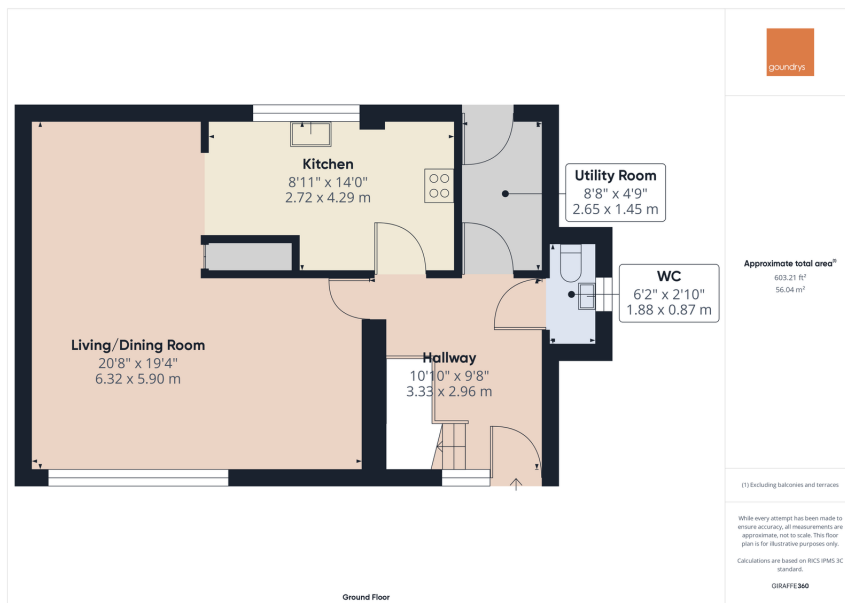 goundrys
Kitchen
8'11" x 14'0"
2.72 x 4.29 m
Utility Room
8'8" x 4'9"
2.65 x 1.45 m
WC
6'2" x 2'10"
1.88 x 0.87 m
Living/Dining Room
20'8" x 19'4"
6.32 x 5.90 m
Hallway
10'10" x 9'8"
3.33 x 2.96 m
Ground Floor
Approximate total area⁽¹⁾
603.21 ft²
56.04 m²
(1) Excluding balconies and terraces
While every attempt has been made to
ensure accuracy, all measurements are
approximate, not to scale. This floor
plan is for illustrative purposes only.
Calculations are based on RICS IPMS 3C
standard.
GIRAFFE360